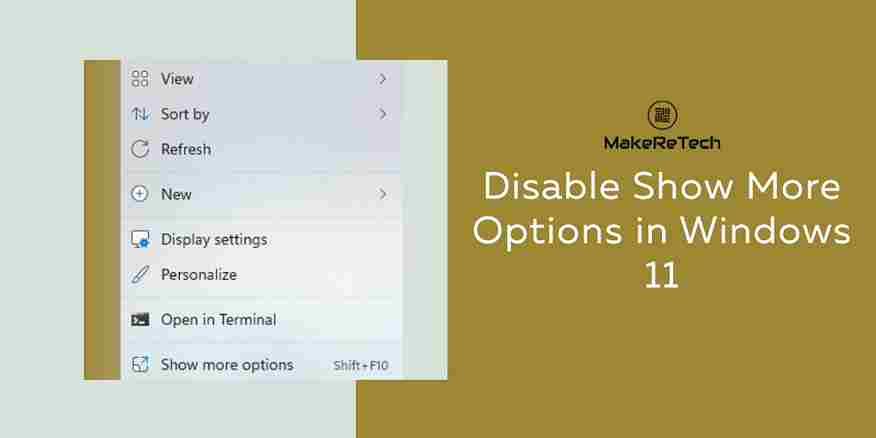 View
Sort by
Refresh
New
Display settings
Personalize
Open in Terminal
Show more options Shift+F10
MakeReTech
Disable Show More
Options in Windows
11